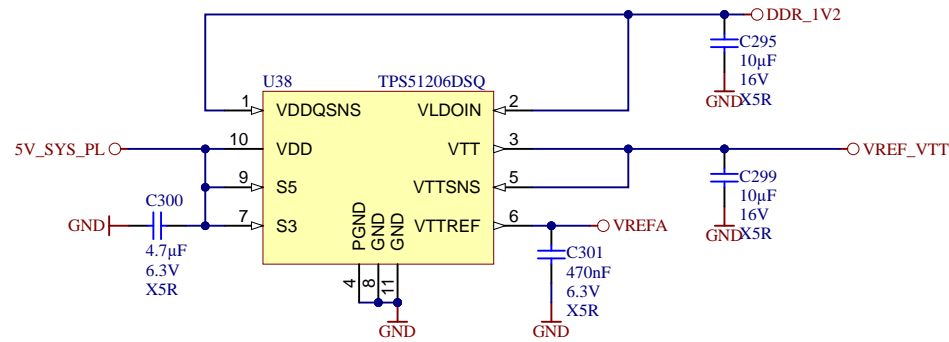 DDR_1V2
C295
10µF
16V
X5R
GND
U38 TPS51206DSQ
1 VDDQSNS VLDOIN 2
5V_SYS_PL 10 VDD VTT 3 VREF_VTT
9 S5 VTTSNS 5
C299
10µF
16V
X5R
GND
GND C300 7 S3 VTTREF 6 VREFA
4.7µF
6.3V
X5R
PGND GND GND
4 8 11
GND
C301
470nF
6.3V
X5R
GND